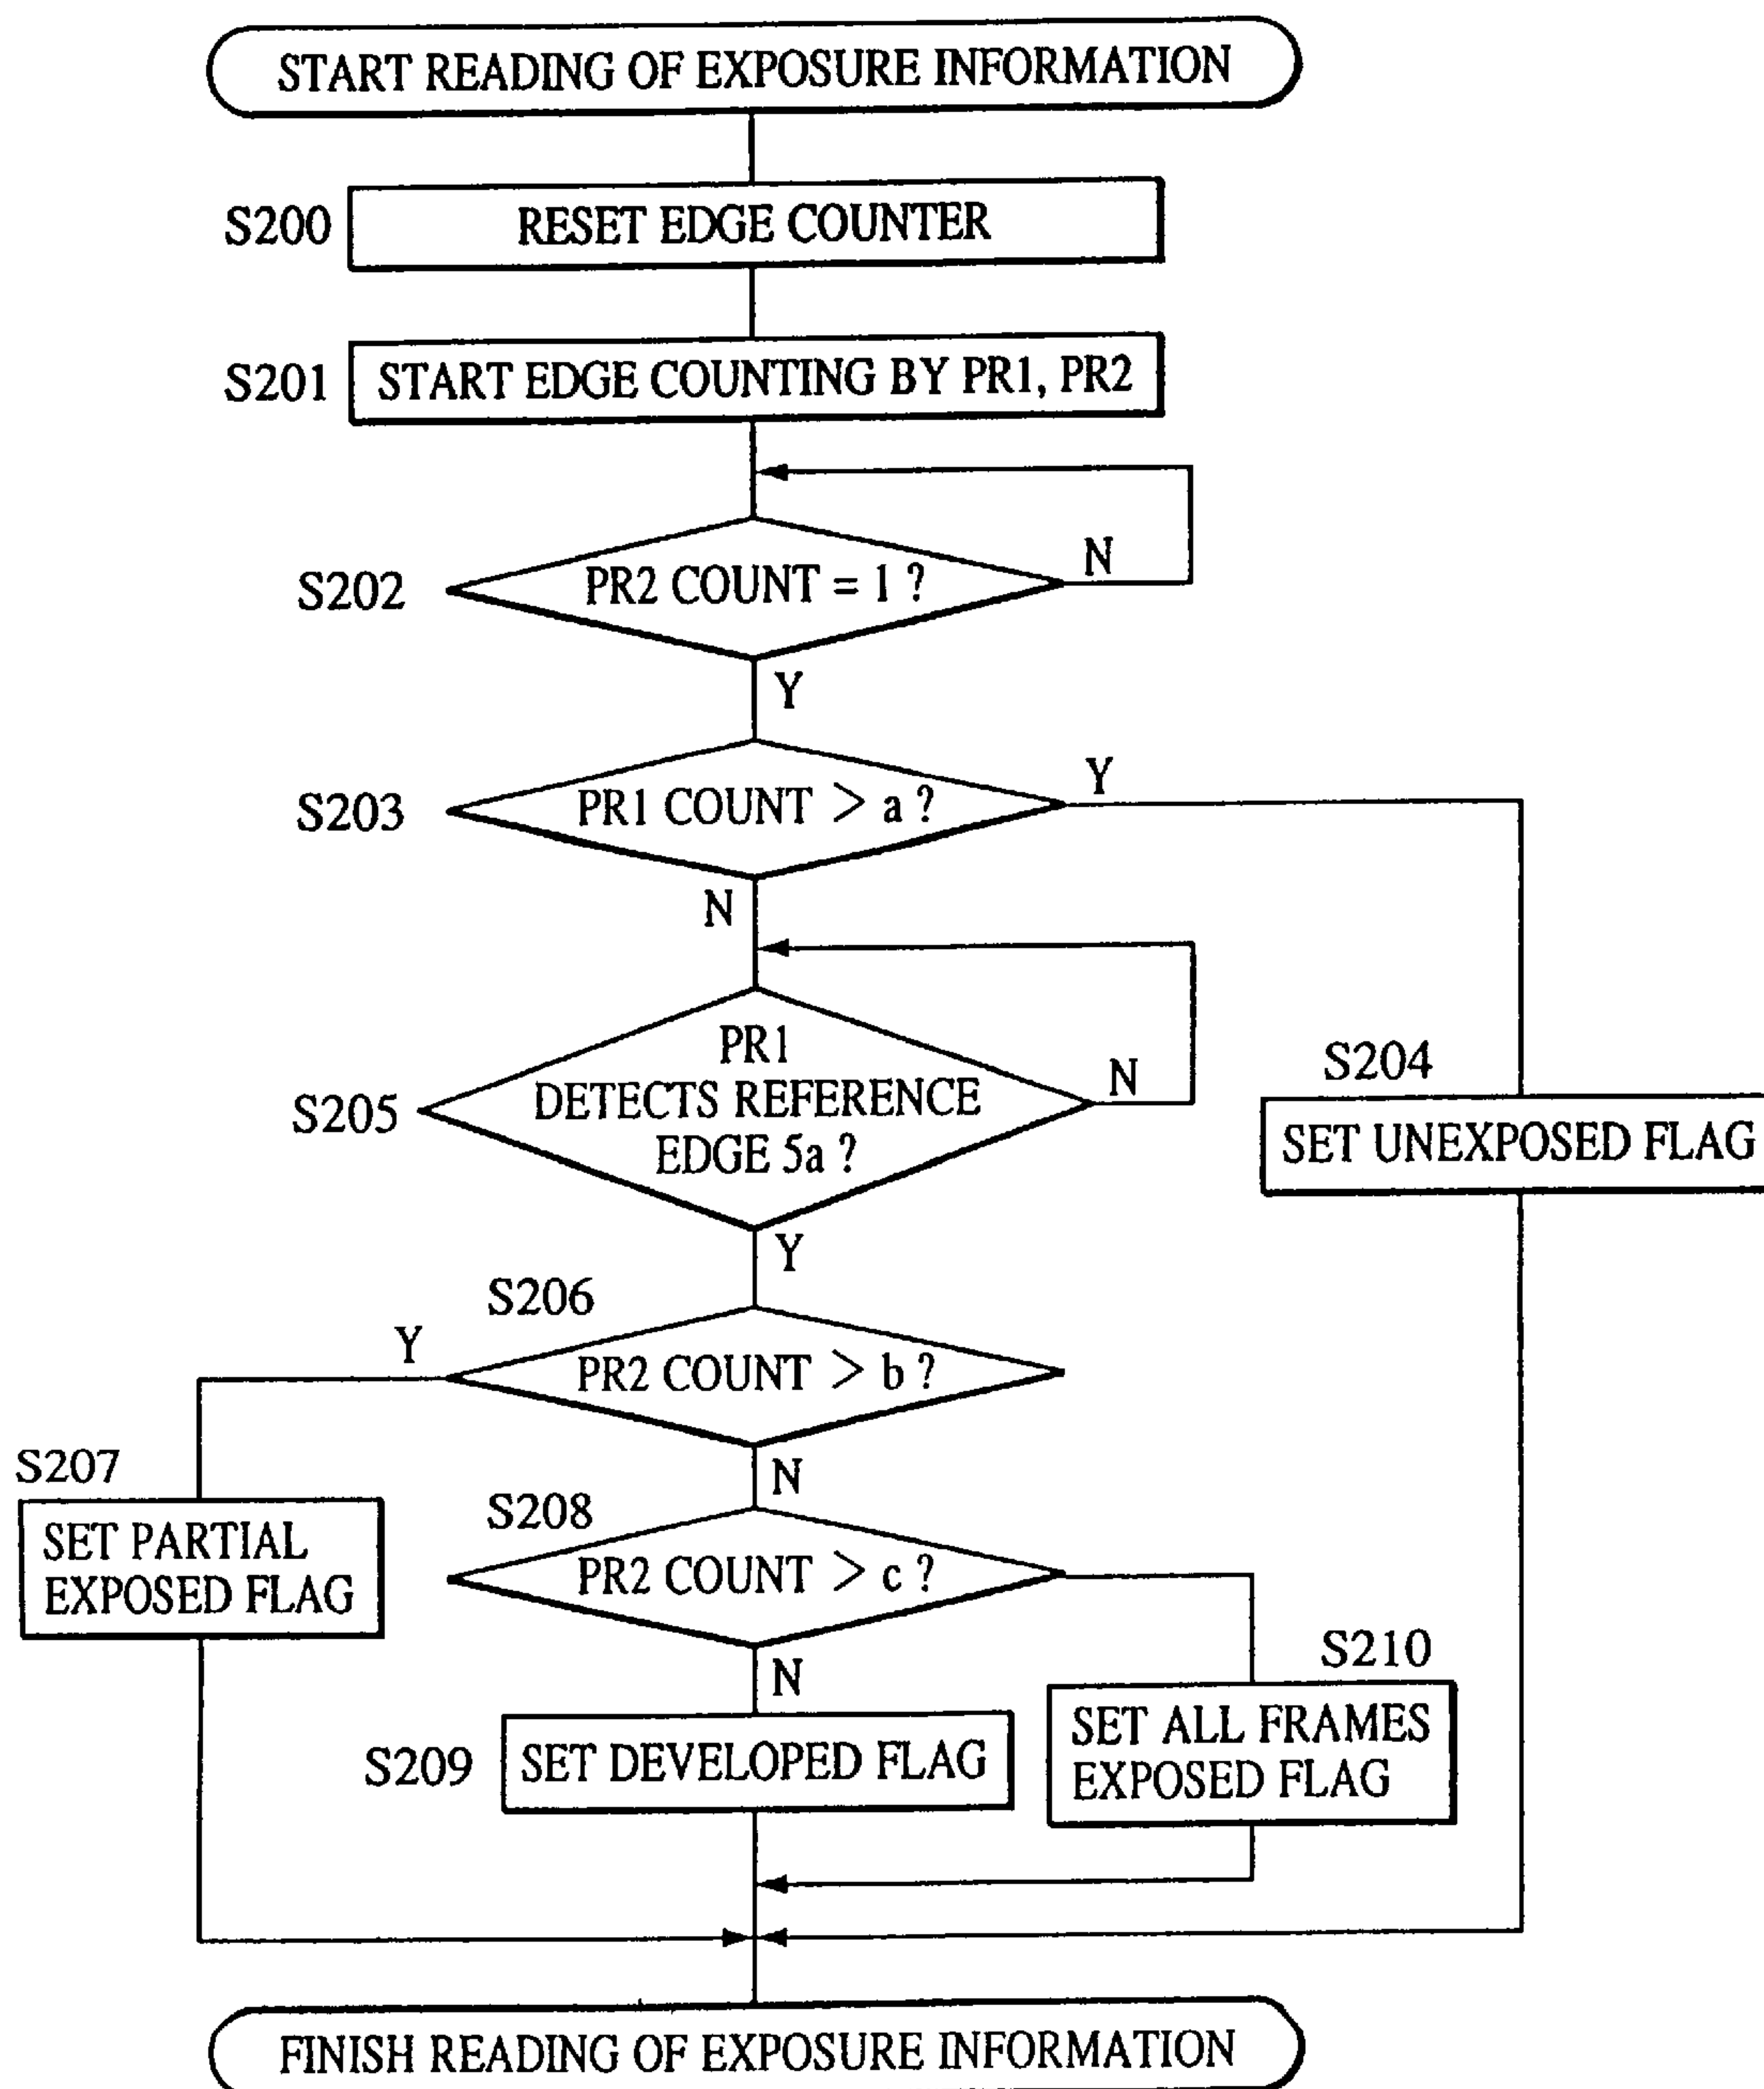 START READING OF EXPOSURE INFORMATION
S200
RESET EDGE COUNTER
S201
START EDGE COUNTING BY PR1, PR2
S202
PR2 COUNT = 1 ?
N
Y
S203
PR1 COUNT > a ?
Y
N
S205
PR1
DETECTS REFERENCE
EDGE 5a ?
N
S204
SET UNEXPOSED FLAG
Y
S206
Y
PR2 COUNT > b ?
S207
SET PARTIAL
EXPOSED FLAG
N
S208
PR2 COUNT > c ?
N
S210
SET ALL FRAMES
EXPOSED FLAG
S209
SET DEVELOPED FLAG
FINISH READING OF EXPOSURE INFORMATION